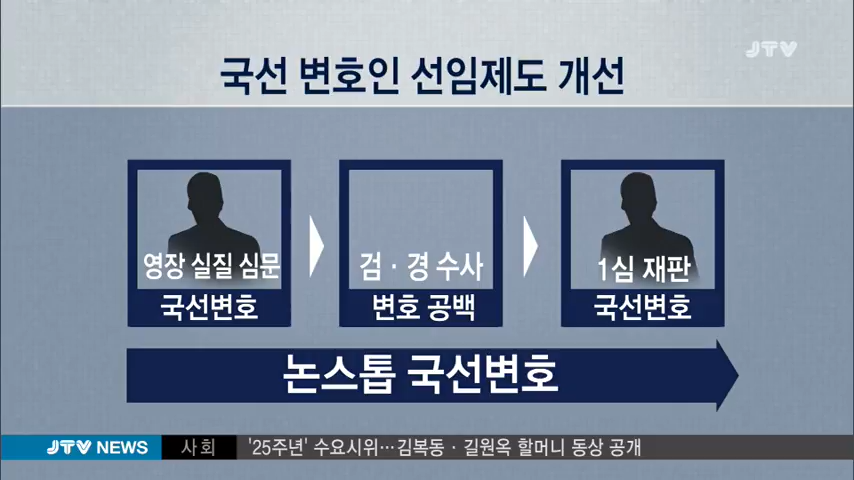 JTV
국선 변호인 선임제도 개선
영장 실질 심문
국선변호
검·경 수사
변호 공백
1심 재판
국선변호
논스톱 국선변호
JTV NEWS 사회 '25주년' 수요시위…김복동·길원옥 할머니 동상 공개